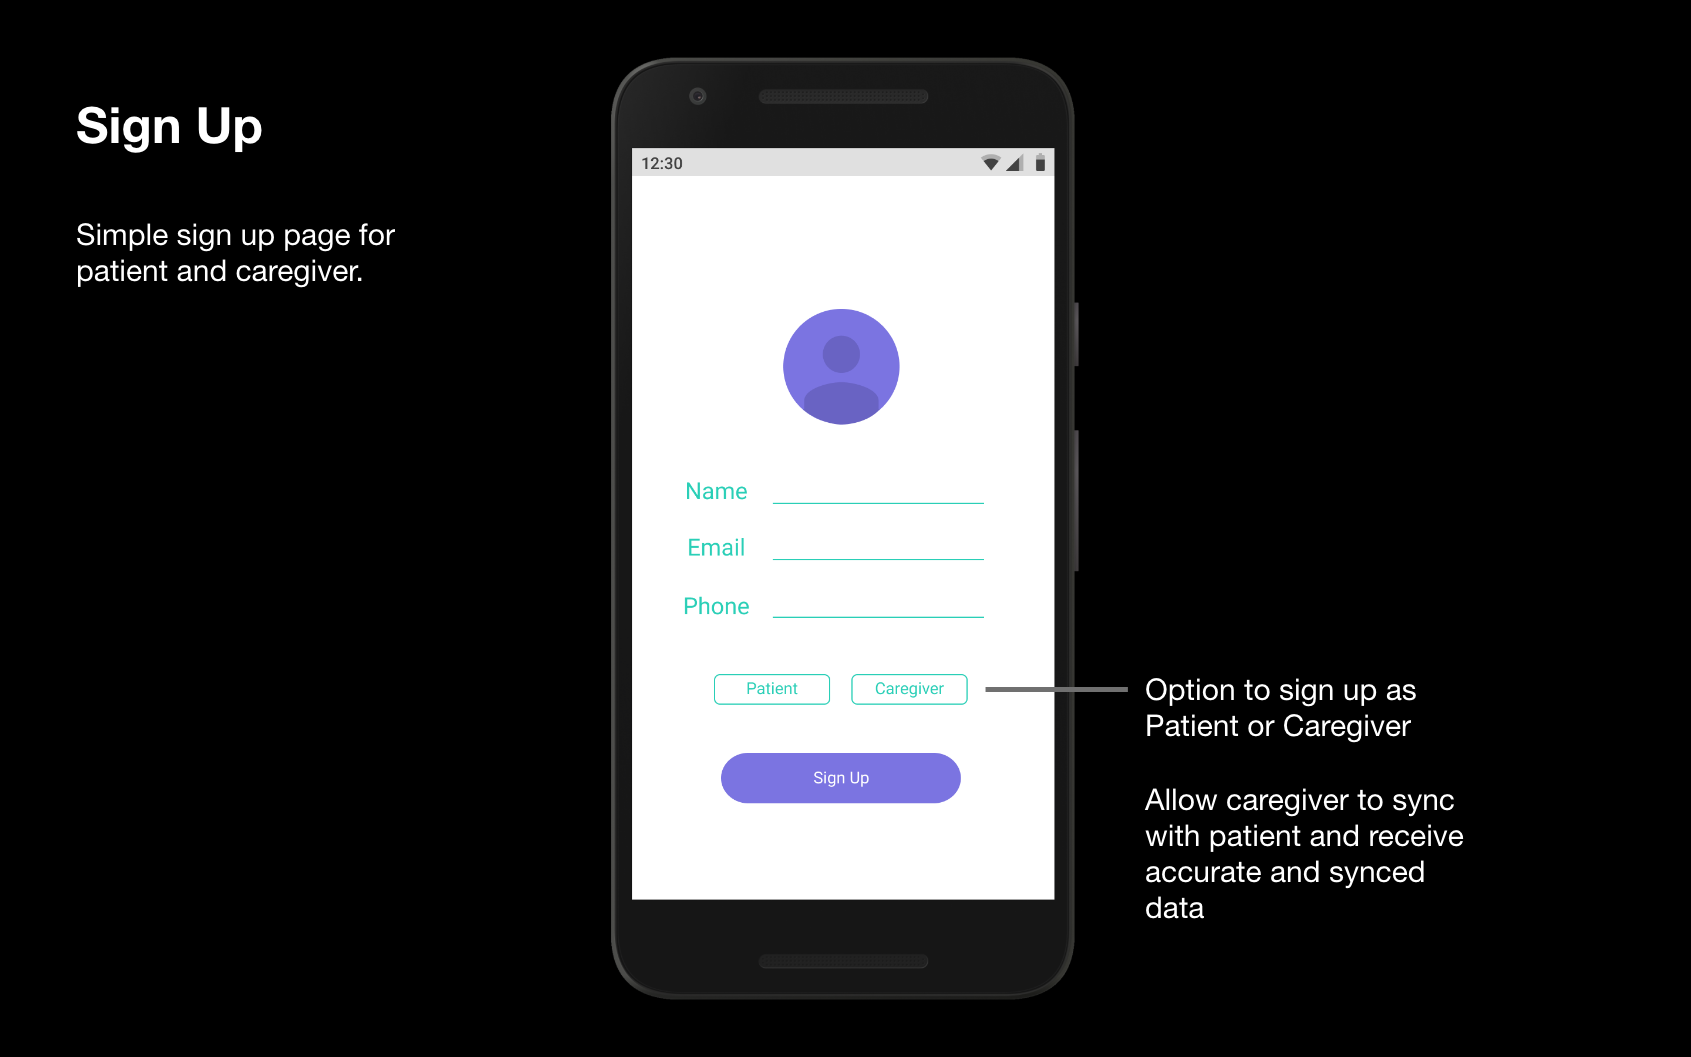 Sign Up
Simple sign up page for
patient and caregiver.
12:30
Name
Email
Phone
Patient
Caregiver
Sign Up
Option to sign up as
Patient or Caregiver
Allow caregiver to sync
with patient and receive
accurate and synced
data